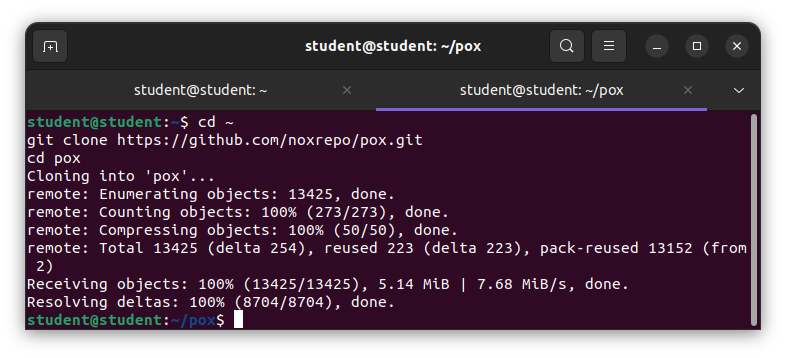 student@student: ~/pox
student@student: ~
student@student: ~/pox
student@student:~$ cd ~
git clone https://github.com/noxrepo/pox.git
cd pox
Cloning into 'pox'...
remote: Enumerating objects: 13425, done.
remote: Counting objects: 100% (273/273), done.
remote: Compressing objects: 100% (50/50), done.
remote: Total 13425 (delta 254), reused 223 (delta 223), pack-reused 13152 (from
 2)
Receiving objects: 100% (13425/13425), 5.14 MiB | 7.68 MiB/s, done.
Resolving deltas: 100% (8704/8704), done.
student@student:~/pox$